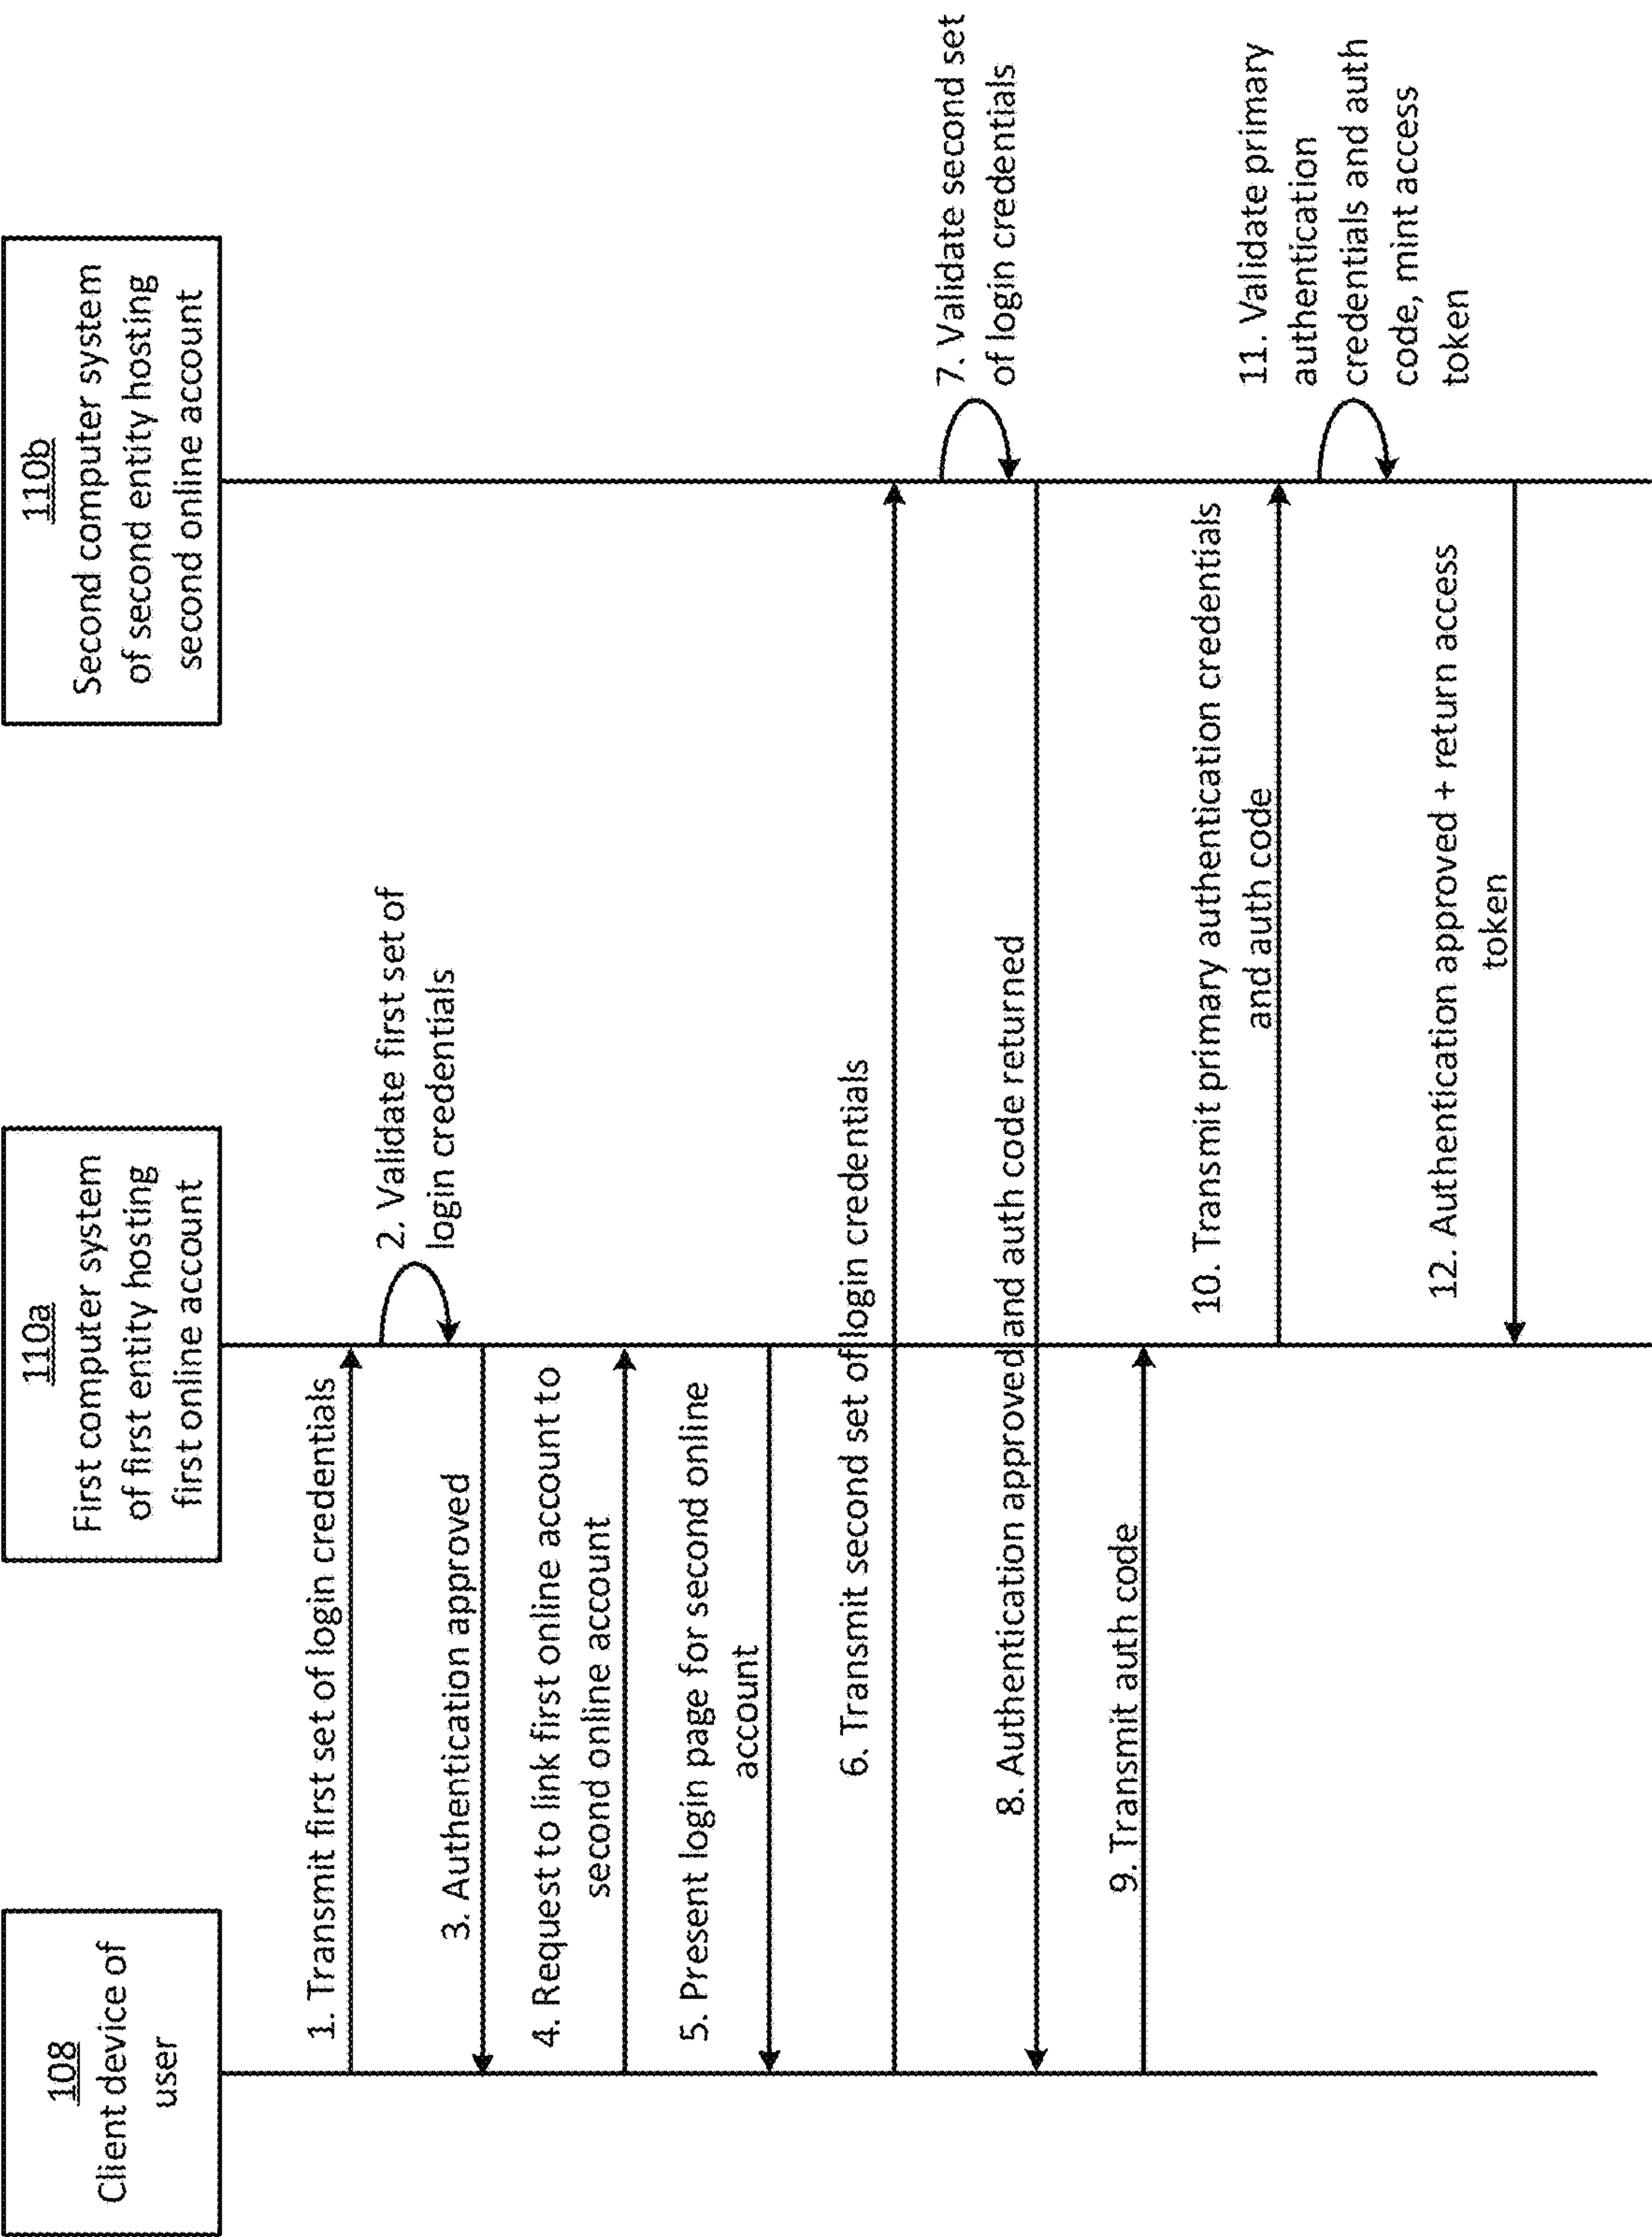 108
Client device of
user
110a
First computer system
of first entity hosting
first online account
110b
Second computer system
of second entity hosting
second online account
1. Transmit first set of login credentials
2. Validate first set of
login credentials
3. Authentication approved
4. Request to link first online account to
second online account
5. Present login page for second online
account
6. Transmit second set of login credentials
7. Validate second set
of login credentials
8. Authentication approved and auth code returned
9. Transmit auth code
10. Transmit primary authentication credentials
and auth code
11. Validate primary
authentication
credentials and auth
code, mint access
token
12. Authentication approved + return access
token